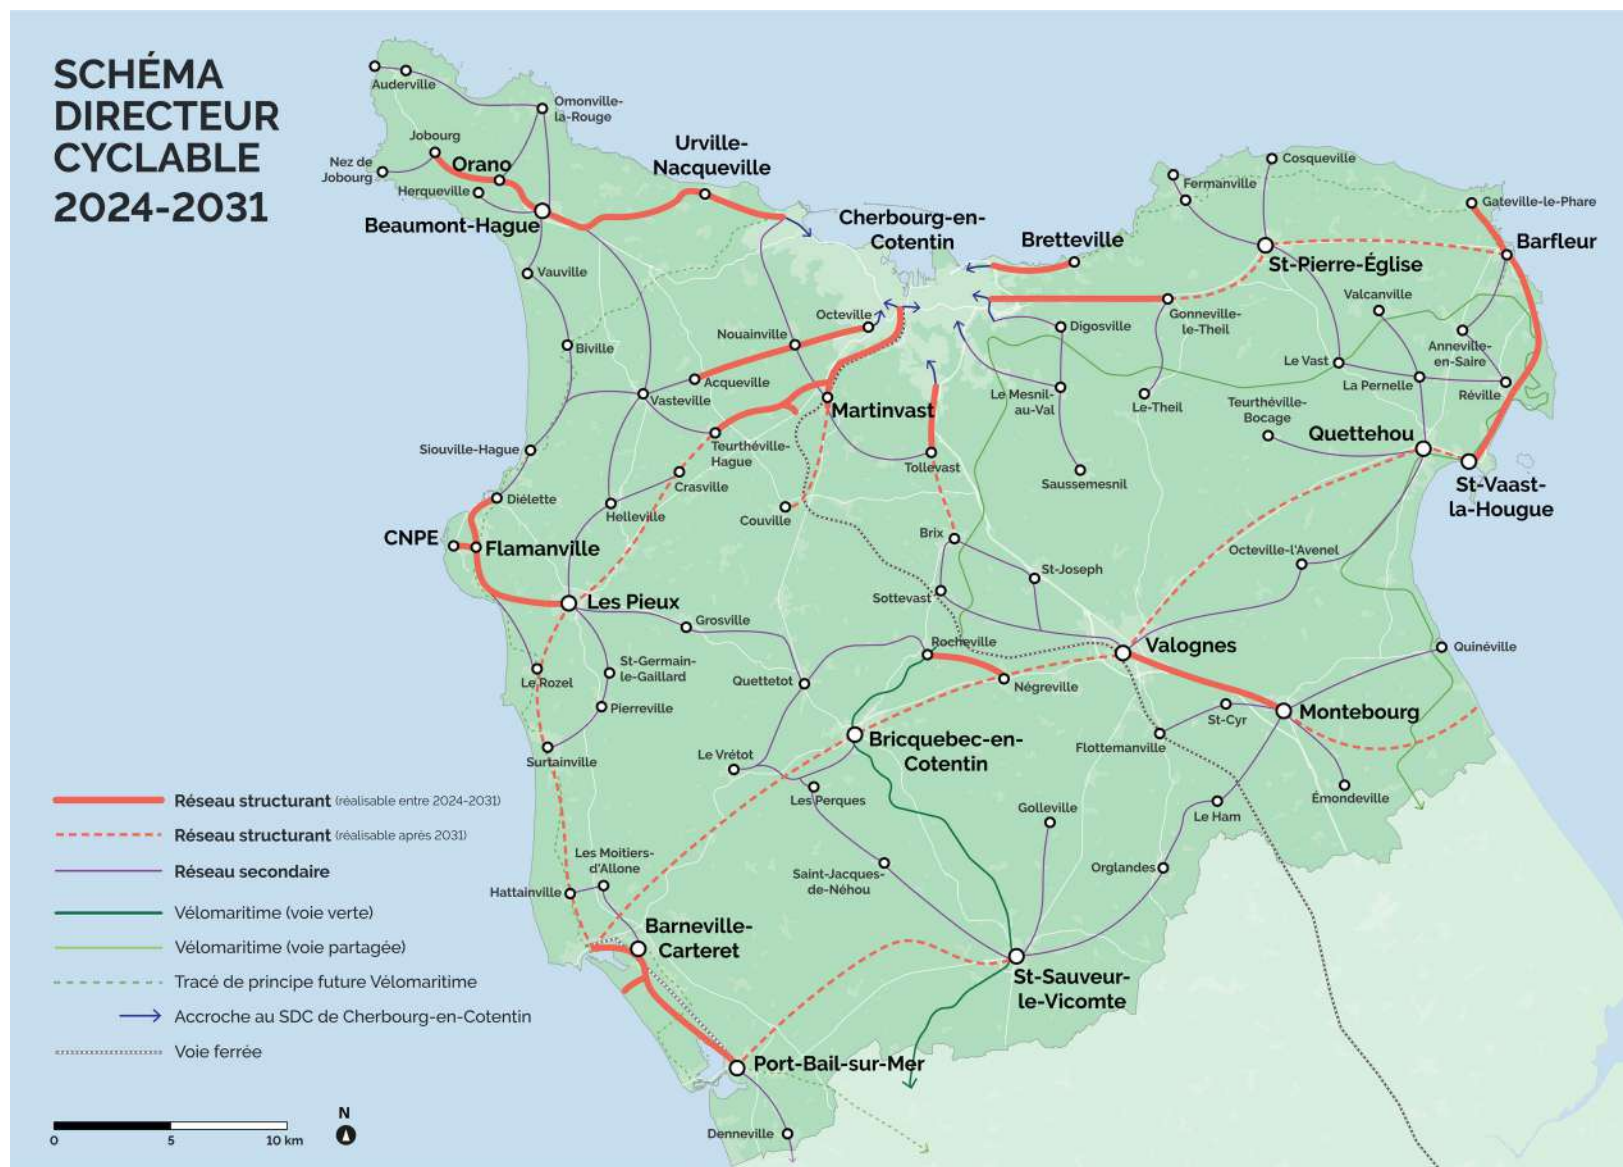 SCHÉMA
DIRECTEUR
CYCLABLE
2024-2031
Auderville
Omonville-
la-Rouge
Jobourg
Nez de
Jobourg
Orano
Herqueville
Beaumont-Hague
Urville-
Nacqueville
Cherbourg-en-
Cotentin
Bretteville
Cosqueville
Fermanville
Gateville-le-Phare
Barfleur
St-Pierre-Église
Valcanville
Gonneville-
le-Theil
Anneville-
en-Saire
Vauville
Octeville
Nouainville
Digosville
Biville
Le Vast
La Pernelle
Réville
Acqueville
Vasteville
Martinvast
Le Mesnil-
au-Val
Le-Theil
Teurthéville-
Bocage
Quettehou
Siouville-Hague
Teurthéville-
Hague
Tollevast
Crasville
Saussemesnil
St-Vaast-
la-Hougue
Diélette
Helleville
Couville
CNPE
Flamanville
Brix
Octeville-l'Avenel
St-Joseph
Sottevast
Les Pieux
Grosville
Rocheville
Valognes
Quinéville
St-Germain-
le-Gaillard
Le Rozel
Quettetot
Négreville
Pierreville
St-Cyr
Montebourg
Bricquebec-en-
Cotentin
Flottemanville
Le Vrétot
Surtainville
Les Perques
Golleville
Émondeville
Le Ham
Les Moitiers-
d'Allone
Saint-Jacques-
de-Néhou
Orglandes
Hattainville
Barneville-
Carteret
St-Sauveur-
le-Vicomte
Port-Bail-sur-Mer
Denneville
Réseau structurant (réalisable entre 2024-2031)
Réseau structurant (réalisable après 2031)
Réseau secondaire
Vélomaritime (voie verte)
Vélomaritime (voie partagée)
Tracé de principe future Vélomaritime
Accroche au SDC de Cherbourg-en-Cotentin
Voie ferrée
N
0 5 10 km